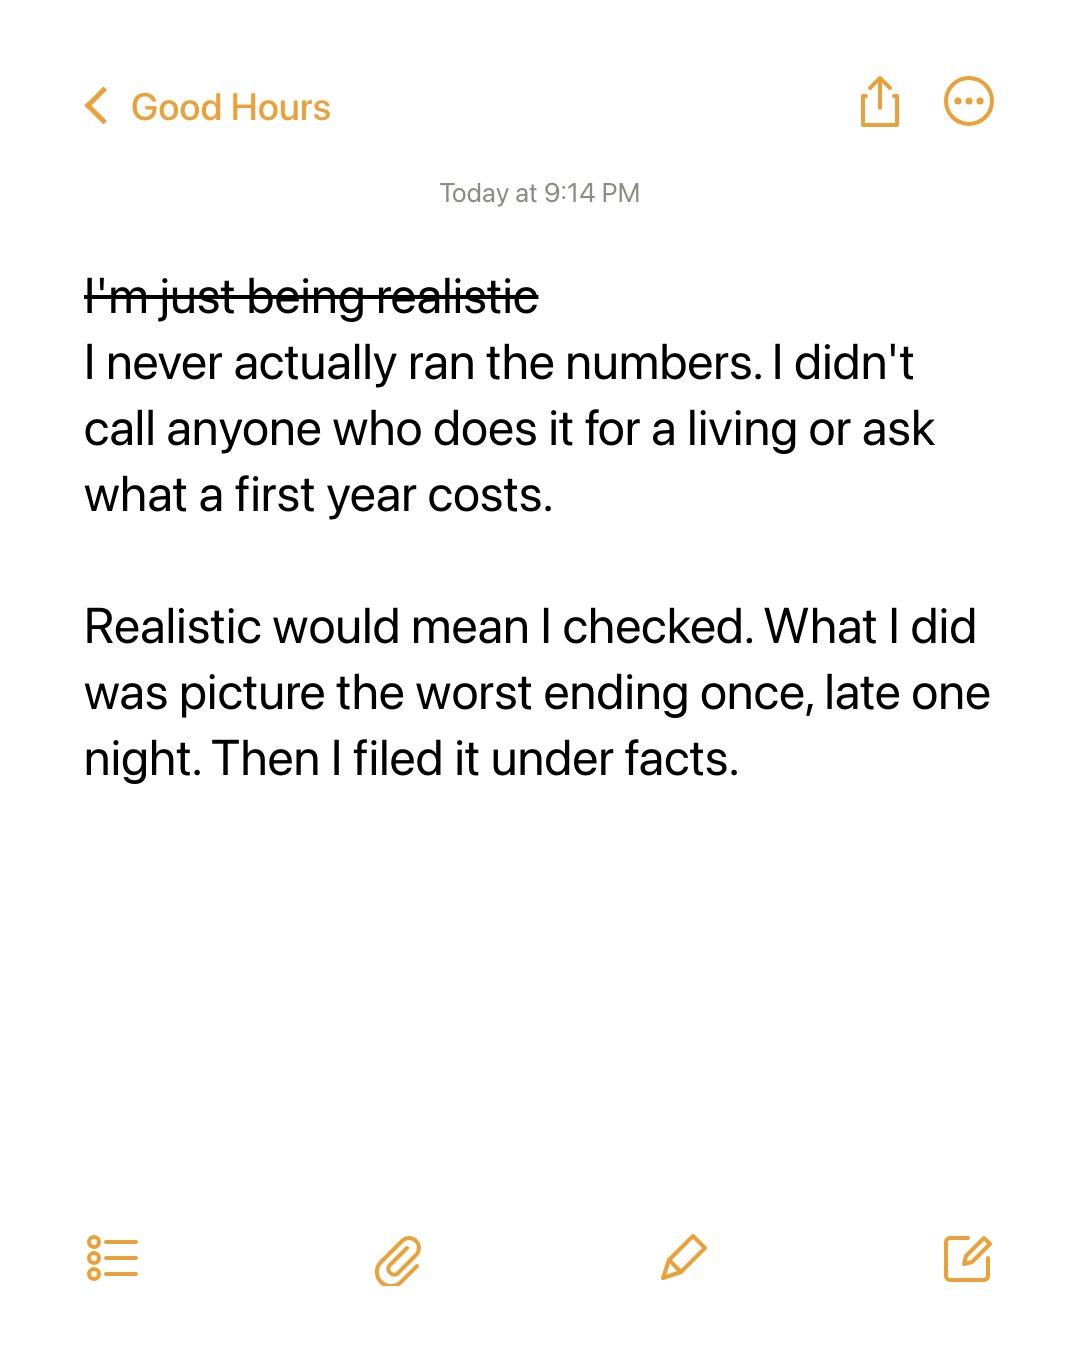 Good Hours
Today at 9:14 PM
I'm just being realistic
I never actually ran the numbers. I didn't
call anyone who does it for a living or ask
what a first year costs.
Realistic would mean I checked. What I did
was picture the worst ending once, late one
night. Then I filed it under facts.